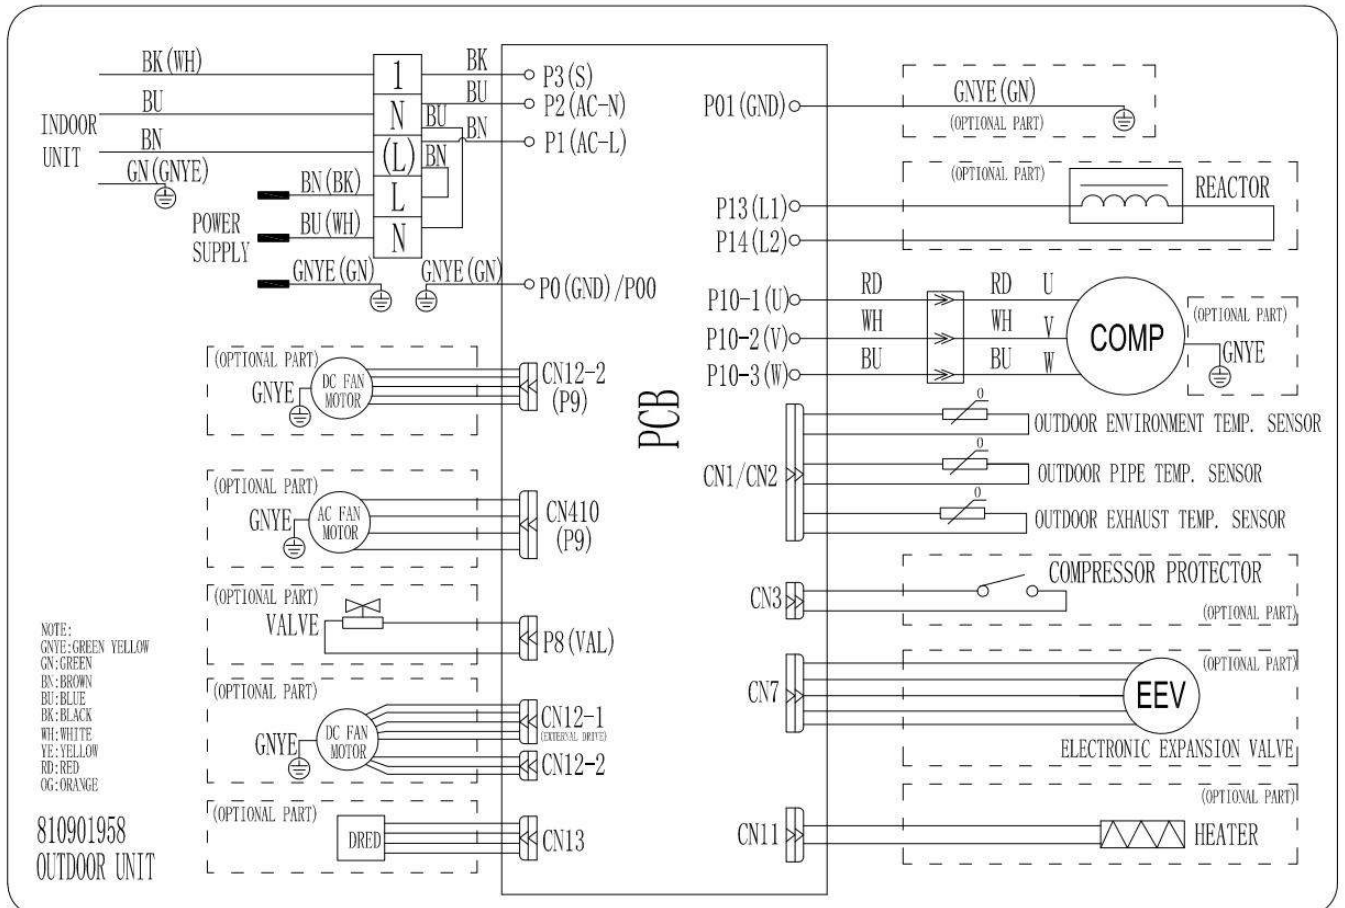 BK(WH)
BU
INDOOR
UNIT
BN
GN(GNYE)
BN(BK)
POWER
SUPPLY
BU(WH)
GNYE(GN)
1
N
(L)
L
N
BK
BU
BU
BN
BN
GNYE(GN)
P3(S)
P2(AC-N)
P1(AC-L)
P0(GND)/P00
(OPTIONAL PART)
GNYE
DC FAN
MOTOR
CN12-2
(P9)
(OPTIONAL PART)
GNYE
AC FAN
MOTOR
CN410
(P9)
(OPTIONAL PART)
VALVE
P8(VAL)
(OPTIONAL PART)
GNYE
DC FAN
MOTOR
CN12-1
(EXTERNAL DRIVE)
CN12-2
(OPTIONAL PART)
DRED
CN13
NOTE:
GNYE:GREEN YELLOW
GN:GREEN
BN:BROWN
BU:BLUE
BK:BLACK
WH:WHITE
YE:YELLOW
RD:RED
OG:ORANGE
810901958
OUTDOOR UNIT
PCB
P01(GND)
GNYE(GN)
(OPTIONAL PART)
(OPTIONAL PART)
REACTOR
P13(L1)
P14(L2)
P10-1(U)
RD
RD
U
P10-2(V)
WH
WH
V
P10-3(W)
BU
BU
W
COMP
(OPTIONAL PART)
GNYE
CN1/CN2
0
OUTDOOR ENVIRONMENT TEMP. SENSOR
0
OUTDOOR PIPE TEMP. SENSOR
0
OUTDOOR EXHAUST TEMP. SENSOR
CN3
COMPRESSOR PROTECTOR
(OPTIONAL PART)
CN7
(OPTIONAL PART)
EEV
ELECTRONIC EXPANSION VALVE
(OPTIONAL PART)
CN11
HEATER